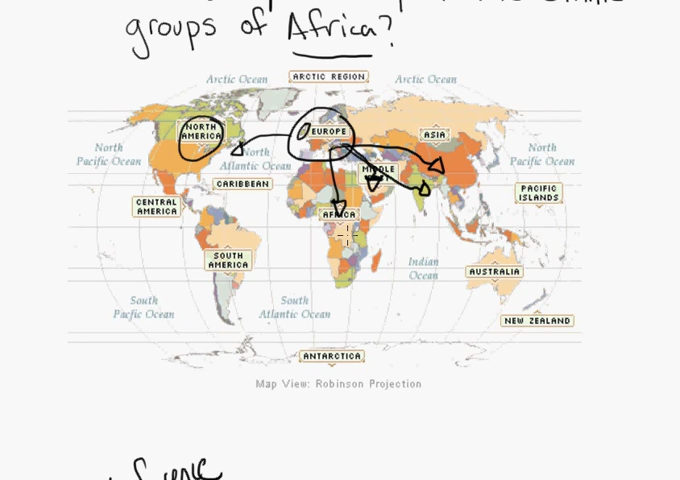 groups of Africa?
Arctic Ocean ARCTIC REGION Arctic Ocean
NORTH
AMERICA
EUROPE
ASIA
North
Pacific Ocean
North
Atlantic Ocean
MIDDLE
North
Pacific Ocean
CARIBBEAN
PACIFIC
ISLANDS
CENTRAL
AMERICA
AFRICA
SOUTH
AMERICA
Indian
Ocean
AUSTRALIA
South
Pacfic Ocean
South
Atlantic Ocean
NEW ZEALAND
ANTARCTICA
Map View: Robinson Projection